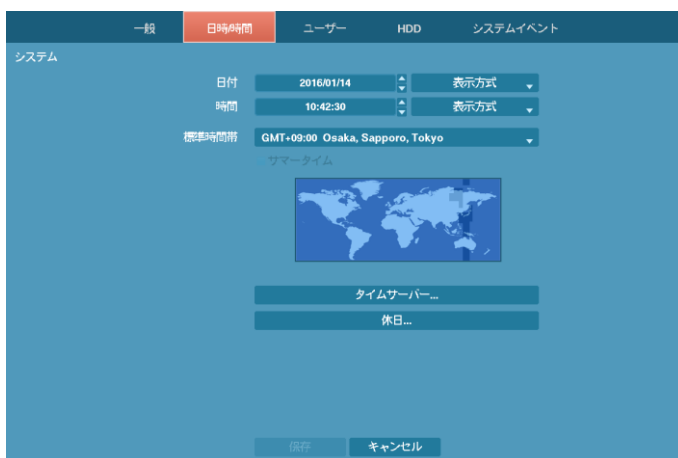 一般 日時/時間 ユーザー HDD システムイベント
システム
日付 2016/01/14 表示方式
時間 10:42:30 表示方式
標準時間帯 GMT+09:00 Osaka, Sapporo, Tokyo
サマータイム
タイムサーバー...
休日...
保存 キャンセル